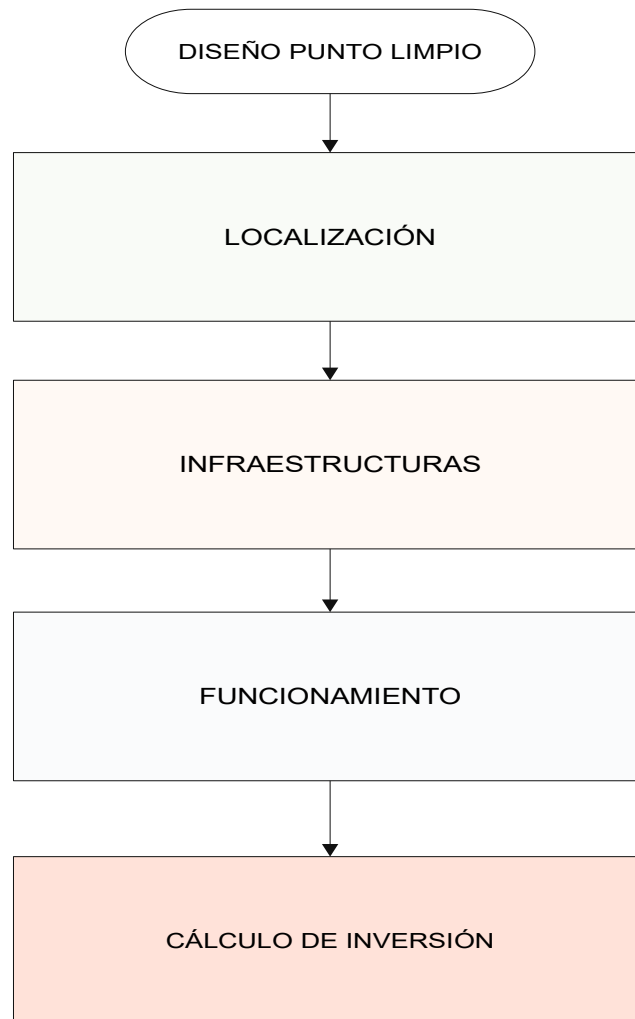 DISEÑO PUNTO LIMPIO
LOCALIZACIÓN
INFRAESTRUCTURAS
FUNCIONAMIENTO
CÁLCULO DE INVERSIÓN